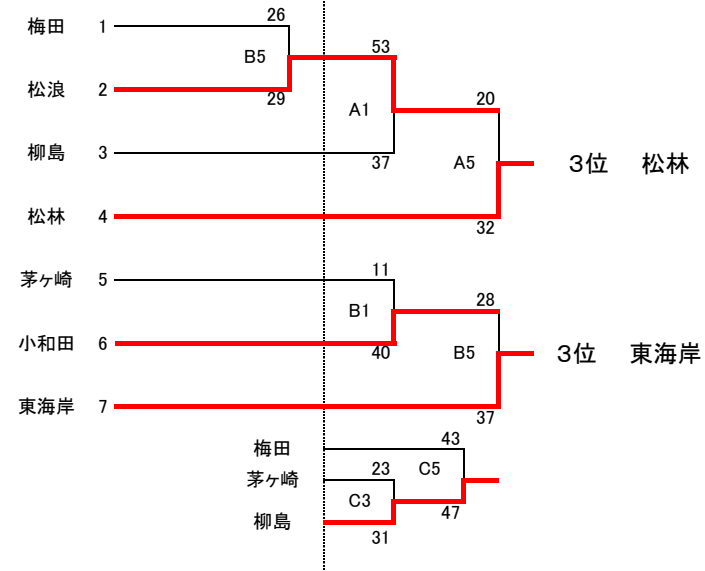 梅田 1 26
B5
松浪 2 29
53
A1
柳島 3 37
20
A5
3位 松林
松林 4 32
茅ヶ崎 5 11
B1
小和田 6 40
28
B5
3位 東海岸
東海岸 7 37
梅田 43
茅ヶ崎 23 C5
C3
柳島 31 47